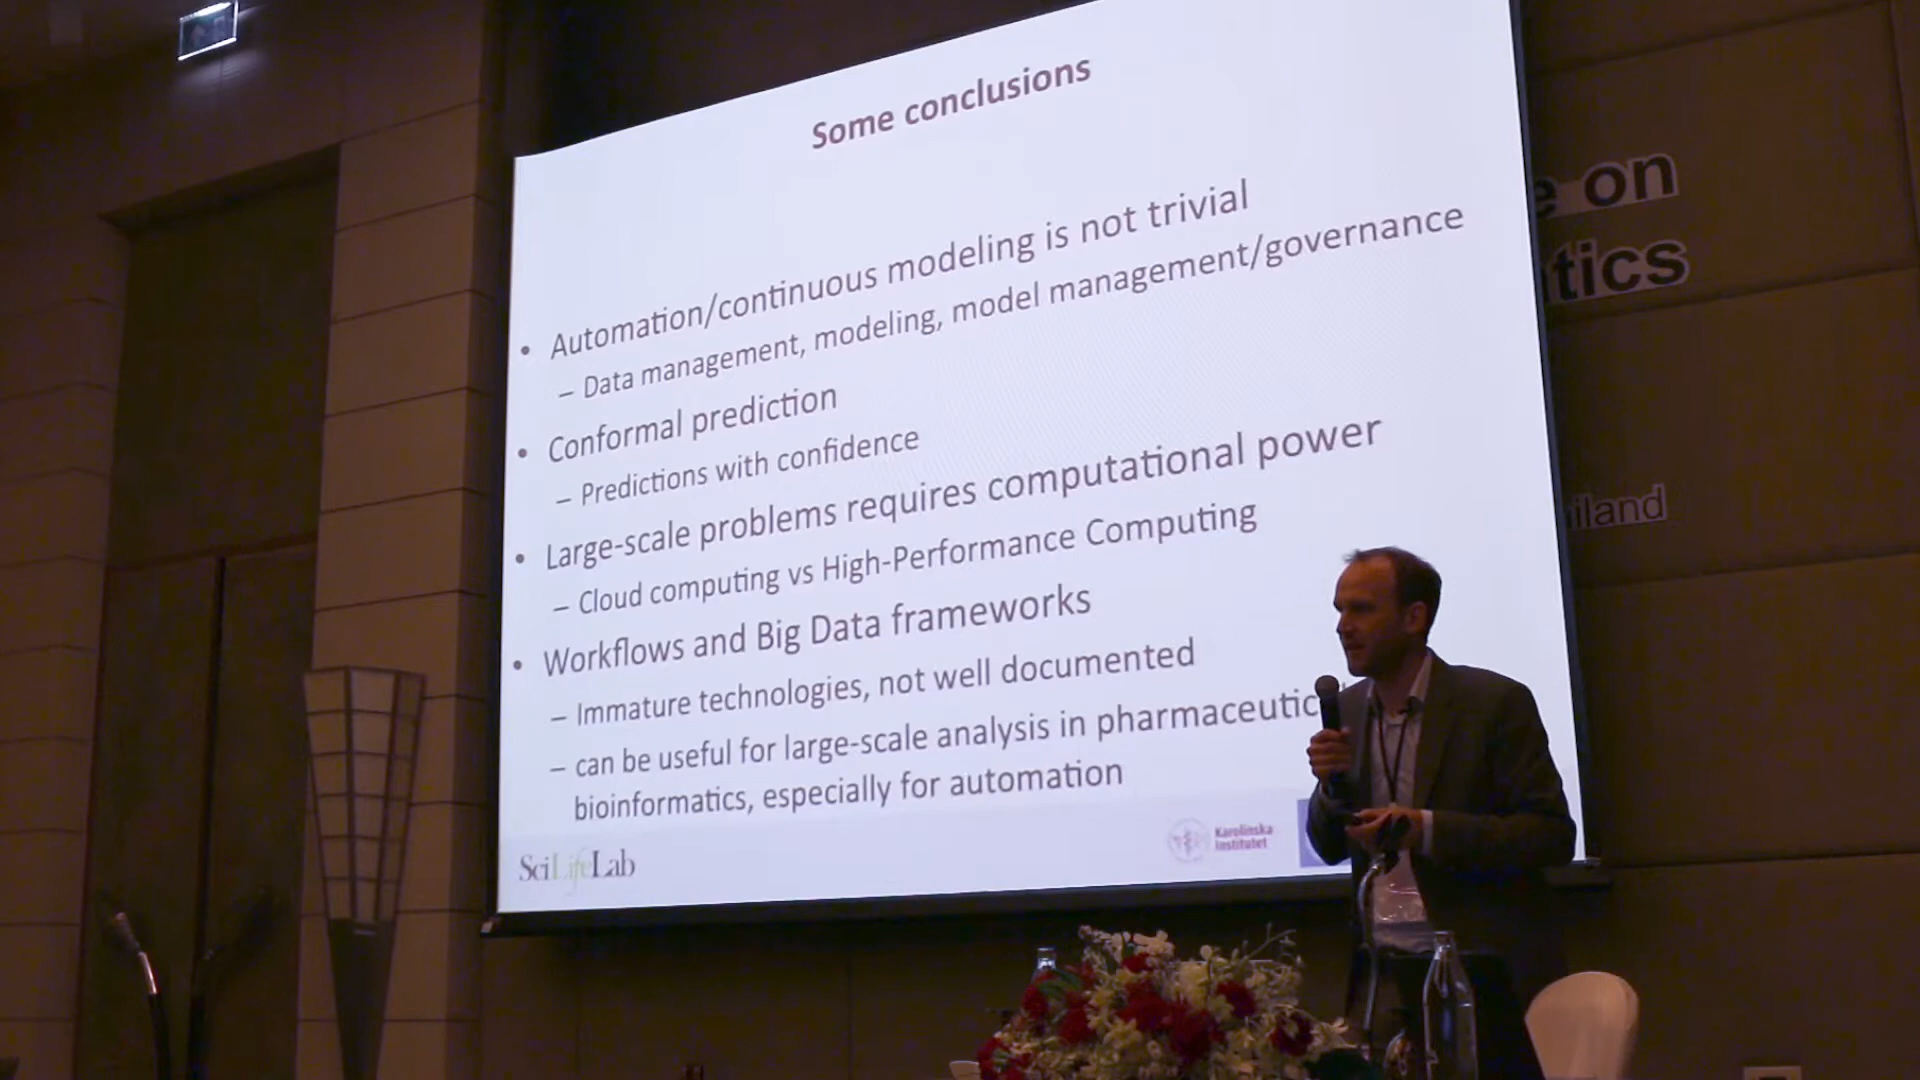 Some conclusions
• Automation/continuous modeling is not trivial
– Data management, modeling, model management/governance
• Conformal prediction
– Predictions with confidence
• Large-scale problems requires computational power
– Cloud computing vs High-Performance Computing
• Workflows and Big Data frameworks
– Immature technologies, not well documented
– can be useful for large-scale analysis in pharmaceutic
bioinformatics, especially for automation
SciLifeLab
Karolinska
Institutet
e on
tics
iland